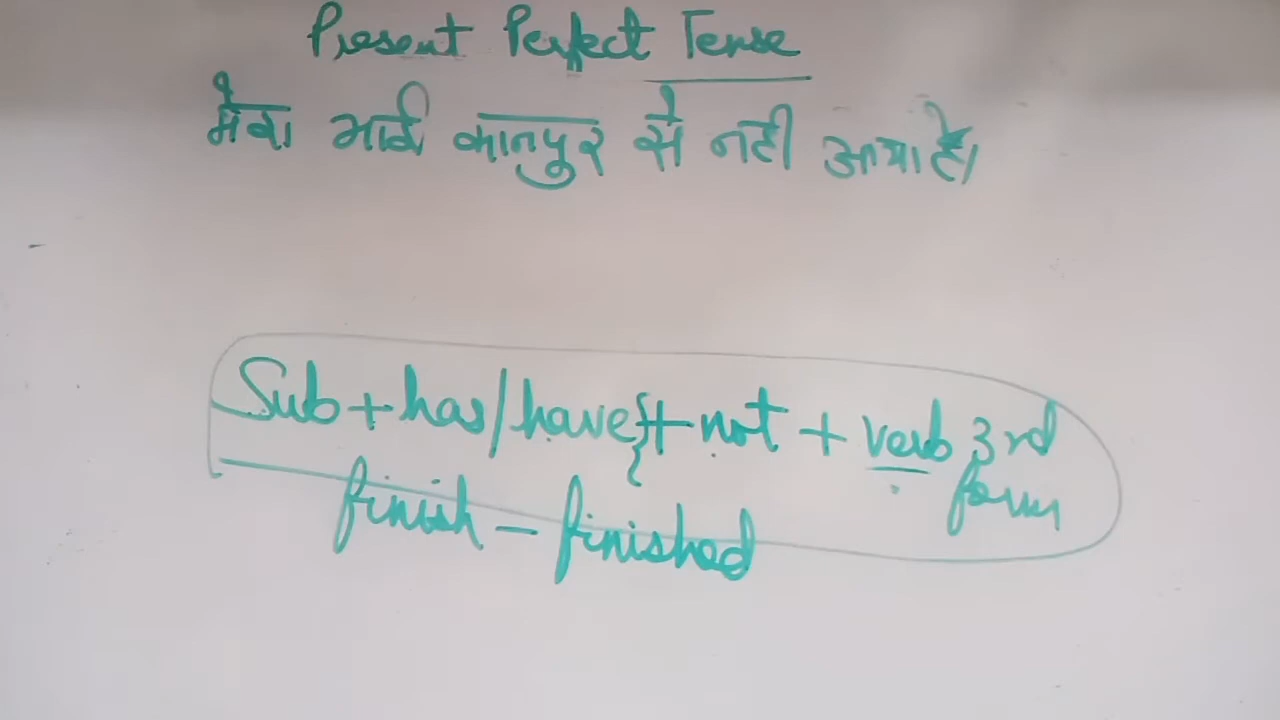 Present Perfect Tense
मेरा भाई कानपुर से नही आया है।
Sub + has/have + not + verb 3rd
form
finish - finished